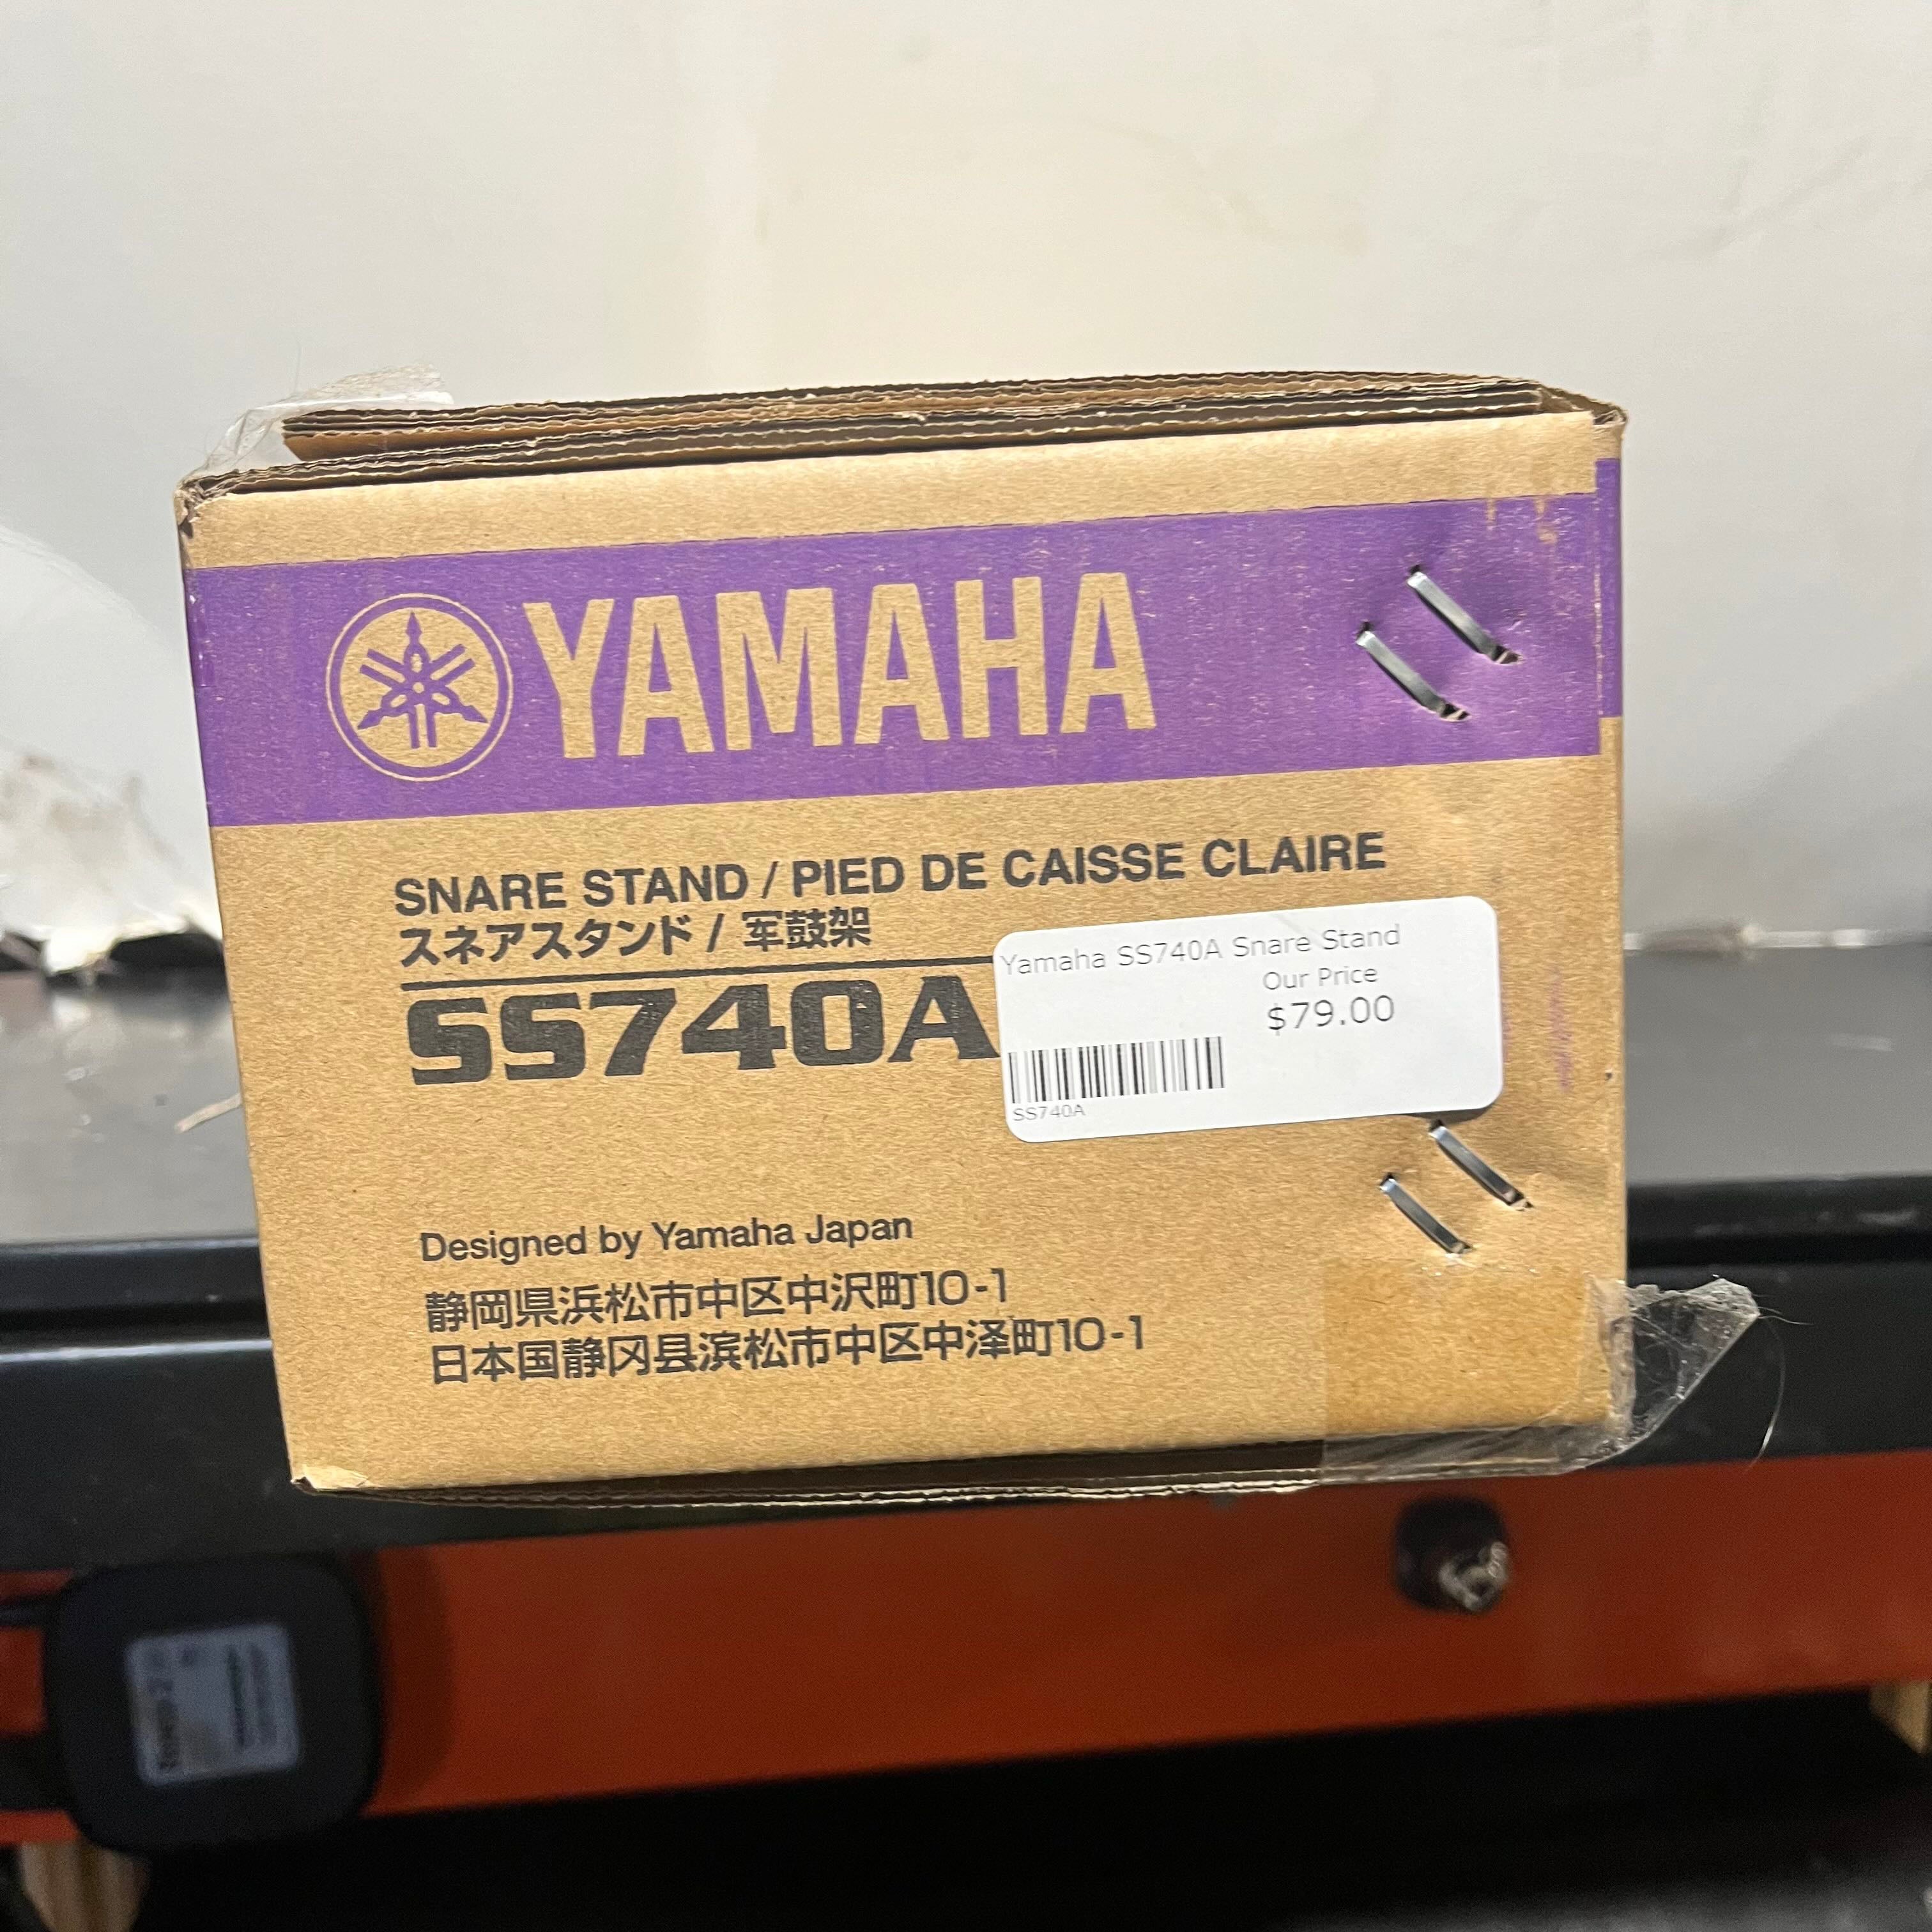 YAMAHA
SNARE STAND / PIED DE CAISSE CLAIRE
スネアスタンド / 军鼓架
SS740A
Yamaha SS740A Snare Stand
Our Price
$79.00
SS740A
Designed by Yamaha Japan
静岡県浜松市中区中沢町10-1
日本国静冈县滨松市中区中泽町10-1